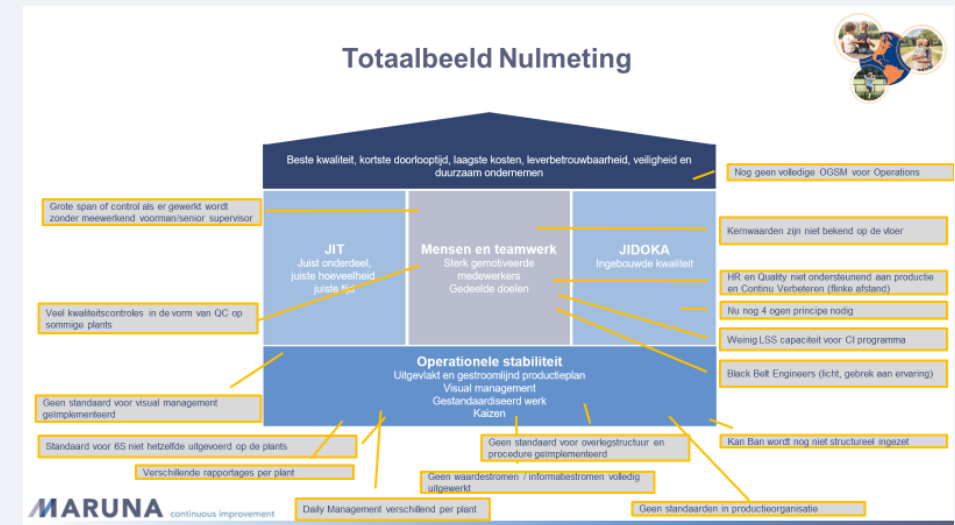 Totaalbeeld Nulmeting
Beste kwaliteit, kortste doorlooptijd, laagste kosten, leverbetrouwbaarheid, veiligheid en
duurzaam ondernemen
Nog geen volledige OGSM voor Operations
Grote span of control als er gewerkt wordt
zonder meewerkend voorman/senior supervisor
Kernwaarden zijn niet bekend op de vloer
JIT
Juist onderdeel,
juiste hoeveelheid
juiste tijd
Mensen en teamwerk
Sterk gemotiveerde
medewerkers
Gedeelde doelen
JIDOKA
Ingebouwde kwaliteit
HR en Quality niet ondersteunend aan productie
en Continu Verbeteren (flinke afstand)
Veel kwaliteitscontroles in de vorm van QC op
sommige plants
Nu nog 4 ogen principe nodig
Weinig LSS capaciteit voor CI programma
Black Belt Engineers (licht, gebrek aan ervaring)
Operationele stabiliteit
Uitgevlakt en gestroomlijnd productieplan
Visual management
Gestandaardiseerd werk
Kaizen
Geen standaard voor visual management
geïmplementeerd
Standaard voor 6S niet hetzelfde uitgevoerd op de plants
Geen standaard voor overlegstructuur en
procedure geïmplementeerd
Kan Ban wordt nog niet structureel ingezet
Verschillende rapportages per plant
Geen waardestromen / informatiestromen volledig
uitgewerkt
Daily Management verschillend per plant
Geen standaarden in productieorganisatie
MARUNA continuous improvement